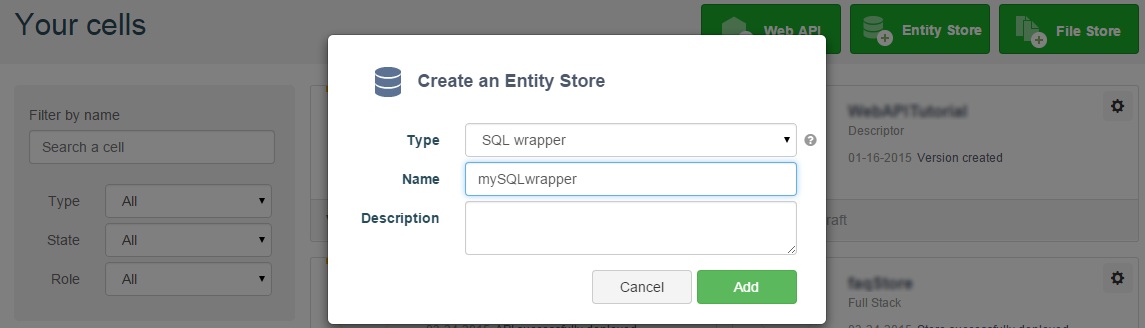 Your cells
Web API
Entity Store
File Store
Create an Entity Store
Type
SQL wrapper
Name
mySQLwrapper
Description
Cancel
Add
Filter by name
Search a cell
Type
All
State
All
Role
All
WebAPITutorial
Descriptor
01-16-2015 Version created
raft
faqStore
Full Stack